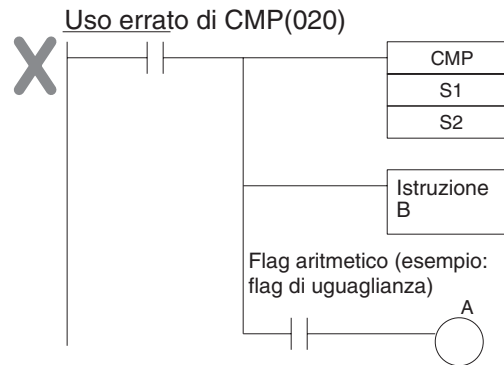 Uso errato di CMP(020)
CMP
S1
S2
Istruzione
B
Flag aritmetico (esempio:
flag di uguaglianza)
A